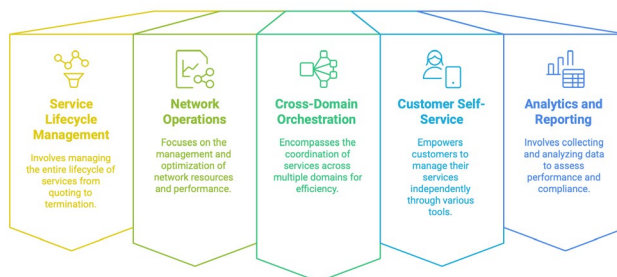 Service
Lifecycle
Management
Involves managing
the entire lifecycle of
services from
quoting to
termination.
Network
Operations
Focuses on the
management and
optimization of
network resources
and performance.
Cross-Domain
Orchestration
Encompasses the
coordination of
services across
multiple domains for
efficiency.
Customer Self-
Service
Empowers
customers to
manage their
services
independently
through various
tools.
Analytics and
Reporting
Involves collecting
and analyzing data
to assess
performance and
compliance.